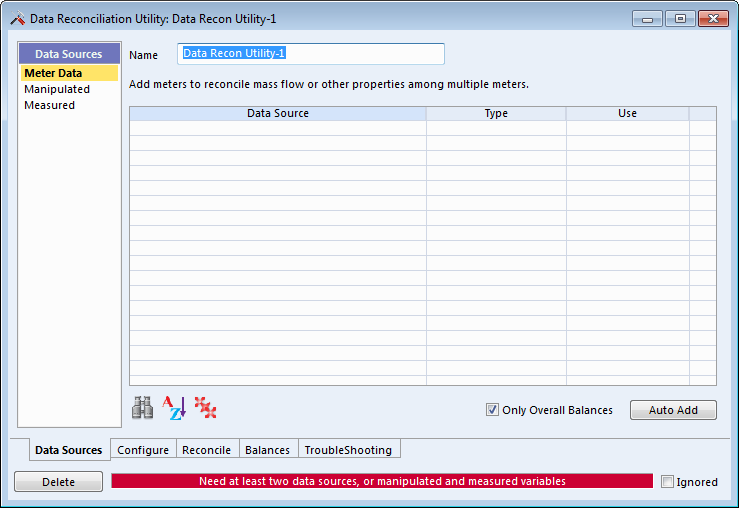 Data Reconciliation Utility: Data Recon Utility-1
Data Sources
Meter Data
Manipulated
Measured
Name Data Recon Utility-1
Add meters to reconcile mass flow or other properties among multiple meters.
Data Source Type Use
AZ
Only Overall Balances Auto Add
Data Sources Configure Reconcile Balances TroubleShooting
Delete Need at least two data sources, or manipulated and measured variables Ignored